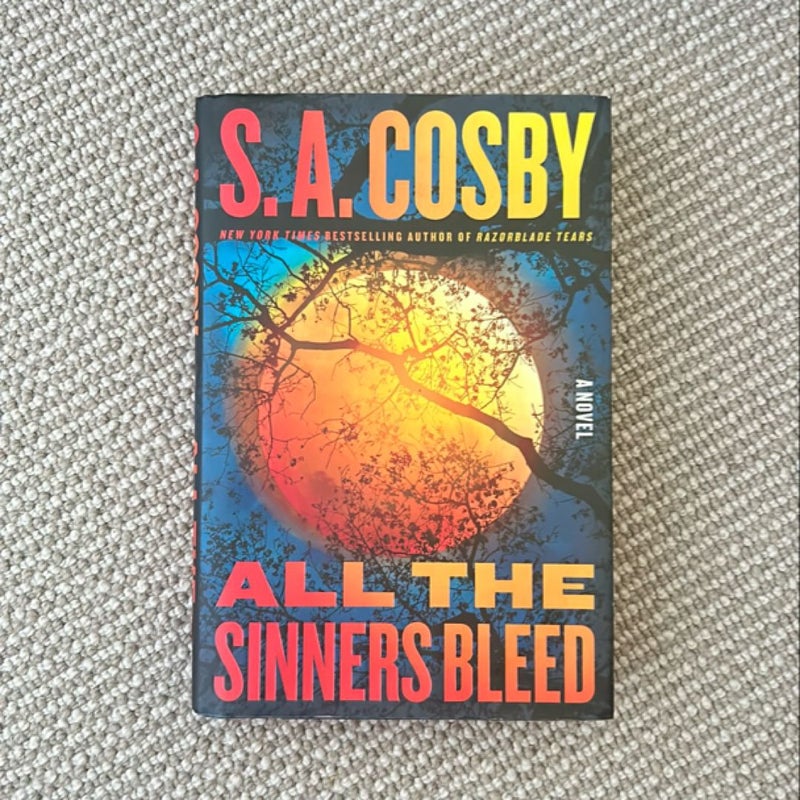 S. A. COSBY
NEW YORK TIMES BESTSELLING AUTHOR OF RAZORBLADE TEARS
A NOVEL
ALL THE
SINNERS BLEED